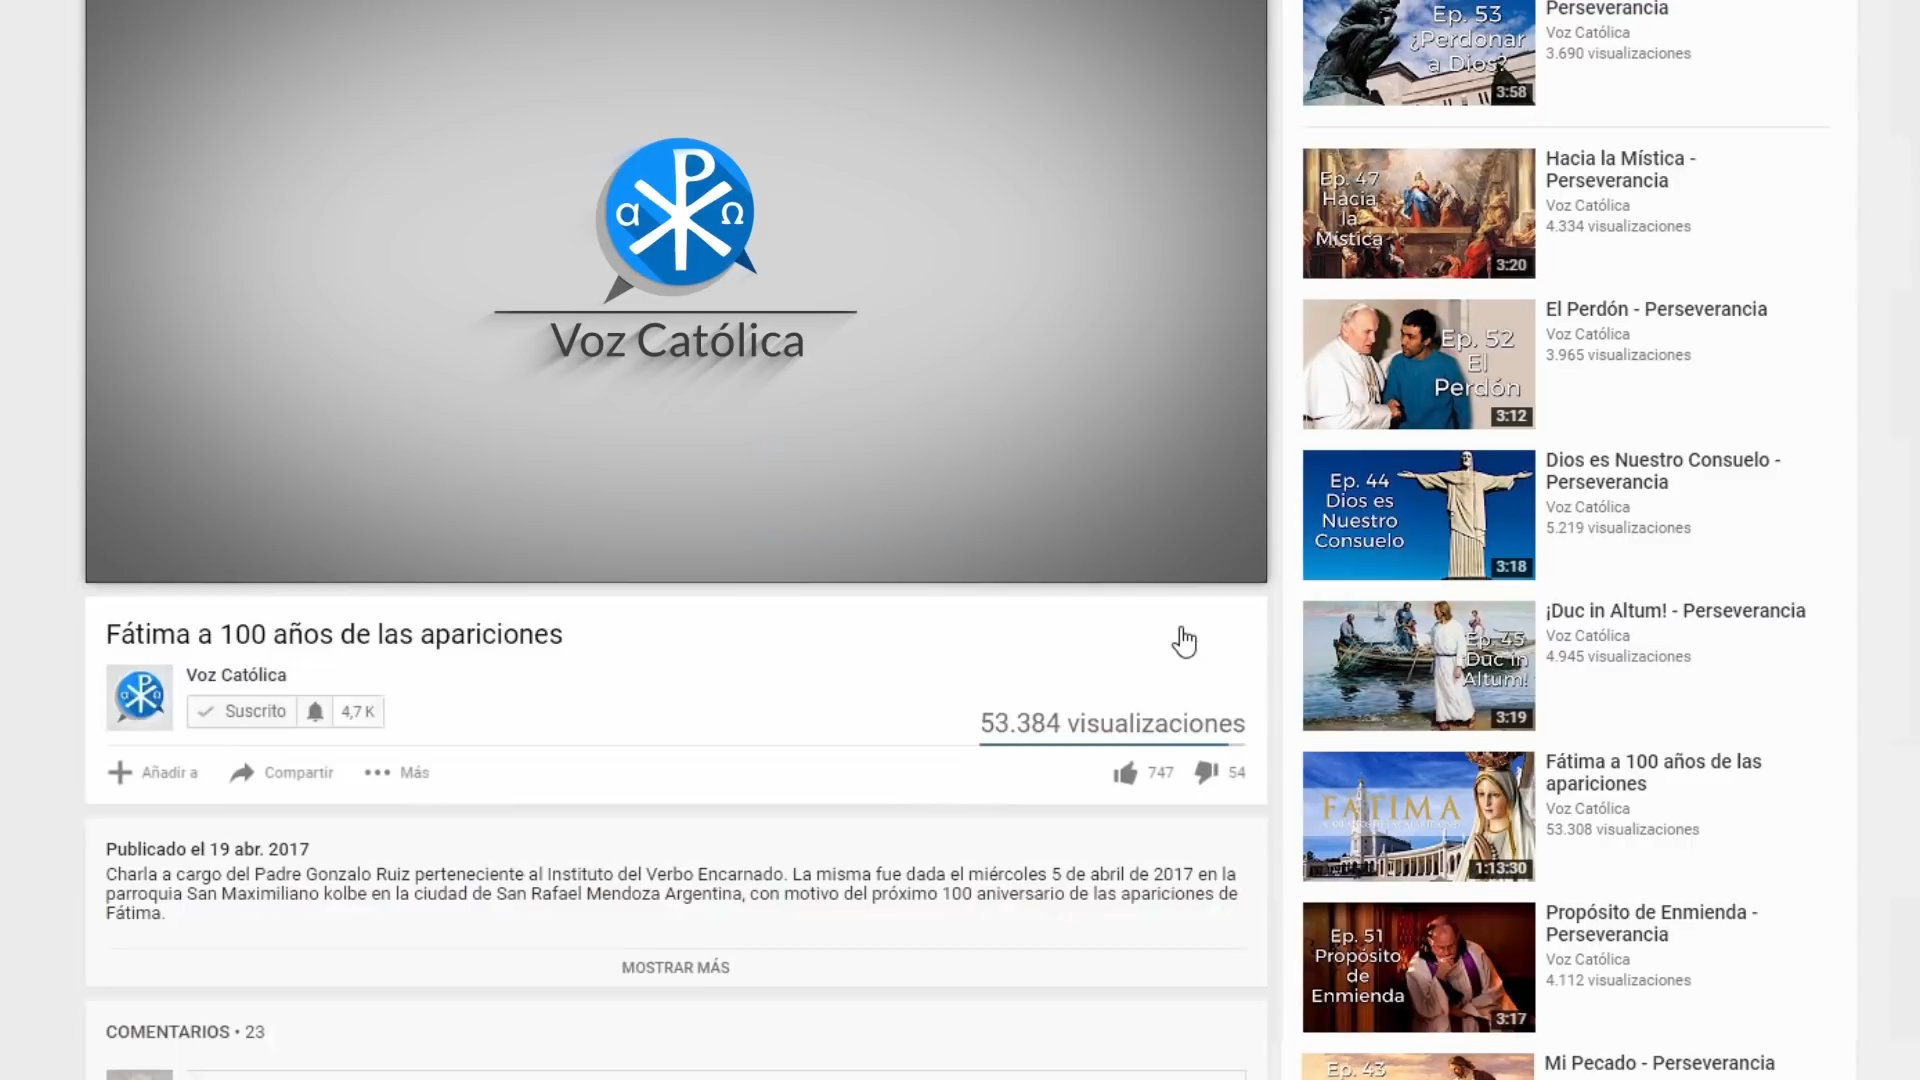 α
Ω
Voz Católica
Fátima a 100 años de las apariciones
Voz Católica
Suscrito
4,7 K
53.384 visualizaciones
Añadir a
Compartir
Más
747
54
Publicado el 19 abr. 2017
Charla a cargo del Padre Gonzalo Ruiz perteneciente al Instituto del Verbo Encarnado. La misma fue dada el miércoles 5 de abril de 2017 en la
parroquia San Maximiliano kolbe en la ciudad de San Rafael Mendoza Argentina, con motivo del próximo 100 aniversario de las apariciones de
Fátima.
MOSTRAR MÁS
COMENTARIOS • 23
Ep. 53
¿Perdonar
a Dios?
3:58
Perseverancia
Voz Católica
3.690 visualizaciones
Ep. 47
Hacia
la
Mística
3:20
Hacia la Mística -
Perseverancia
Voz Católica
4.334 visualizaciones
Ep. 52
El
Perdón
3:12
El Perdón - Perseverancia
Voz Católica
3.965 visualizaciones
Ep. 44
Dios es
Nuestro
Consuelo
3:18
Dios es Nuestro Consuelo -
Perseverancia
Voz Católica
5.219 visualizaciones
Ep. 45
¡Duc in
Altum!
3:19
¡Duc in Altum! - Perseverancia
Voz Católica
4.945 visualizaciones
FATIMA
1:13:30
Fátima a 100 años de las
apariciones
Voz Católica
53.308 visualizaciones
Ep. 51
Propósito
de
Enmienda
3:17
Propósito de Enmienda -
Perseverancia
Voz Católica
4.112 visualizaciones
Ep. 43
Mi Pecado - Perseverancia